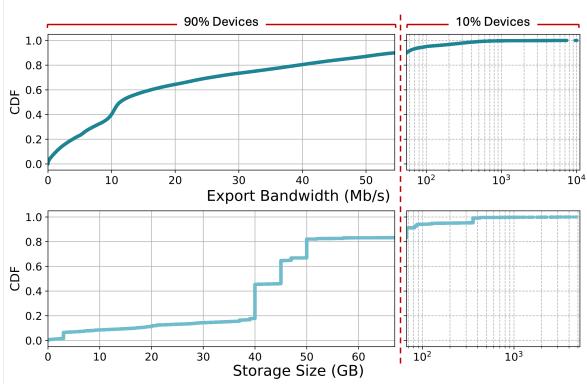 90% Devices 10% Devices
1.0
0.8
0.6
0.4
0.2
0.0
CDF
0 10 20 30 40 50 10² 10³ 10⁴
Export Bandwidth (Mb/s)
1.0
0.8
0.6
0.4
0.2
0.0
CDF
0 10 20 30 40 50 60 10² 10³
Storage Size (GB)